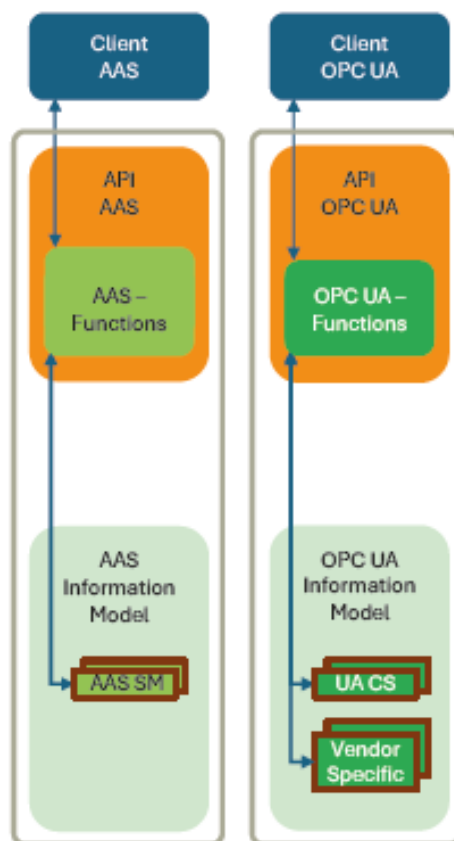 Client
AAS
API
AAS
AAS –
Functions
AAS
Information
Model
AAS SM
Client
OPC UA
API
OPC UA
OPC UA –
Functions
OPC UA
Information
Model
UA CS
Vendor
Specific